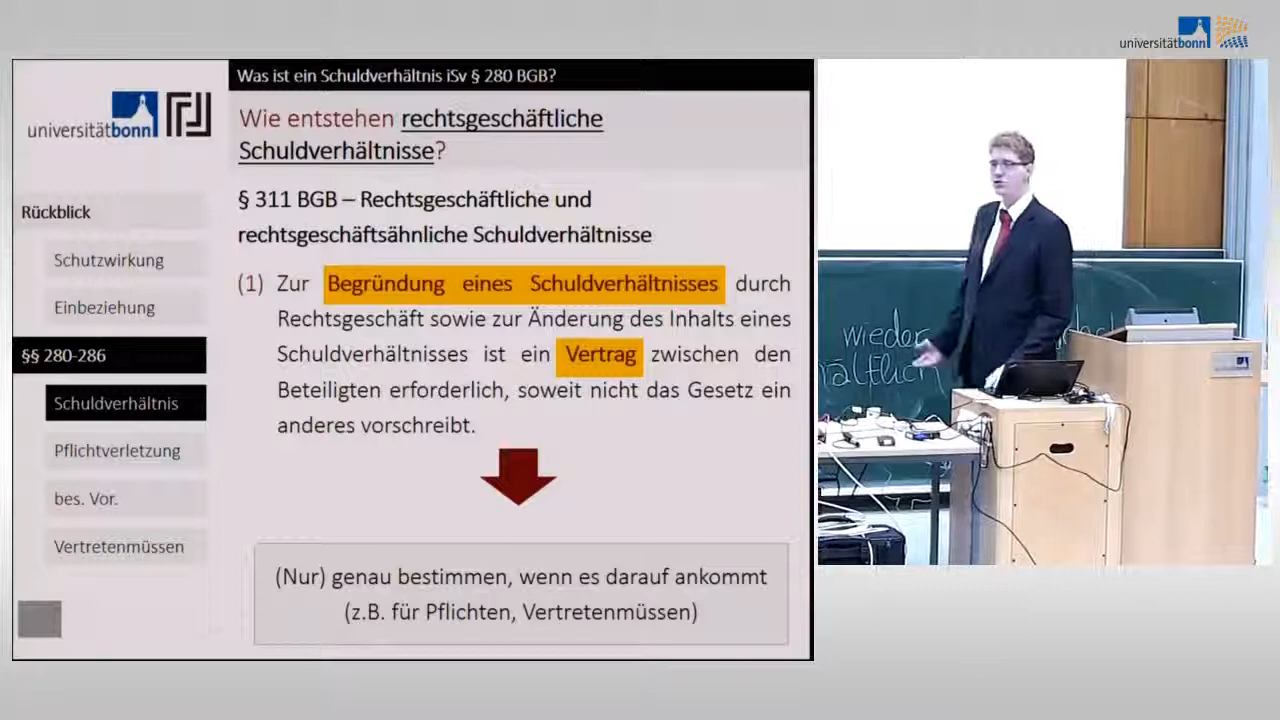 universitätbonn
Was ist ein Schuldverhältnis iSv § 280 BGB?
universitätbonn
Wie entstehen rechtsgeschäftliche
Schuldverhältnisse?
§ 311 BGB – Rechtsgeschäftliche und
rechtsgeschäftsähnliche Schuldverhältnisse
(1) Zur Begründung eines Schuldverhältnisses durch
Rechtsgeschäft sowie zur Änderung des Inhalts eines
Schuldverhältnisses ist ein Vertrag zwischen den
Beteiligten erforderlich, soweit nicht das Gesetz ein
anderes vorschreibt.
(Nur) genau bestimmen, wenn es darauf ankommt
(z.B. für Pflichten, Vertretenmüssen)
Rückblick
Schutzwirkung
Einbeziehung
§§ 280-286
Schuldverhältnis
Pflichtverletzung
bes. Vor.
Vertretenmüssen
wieder